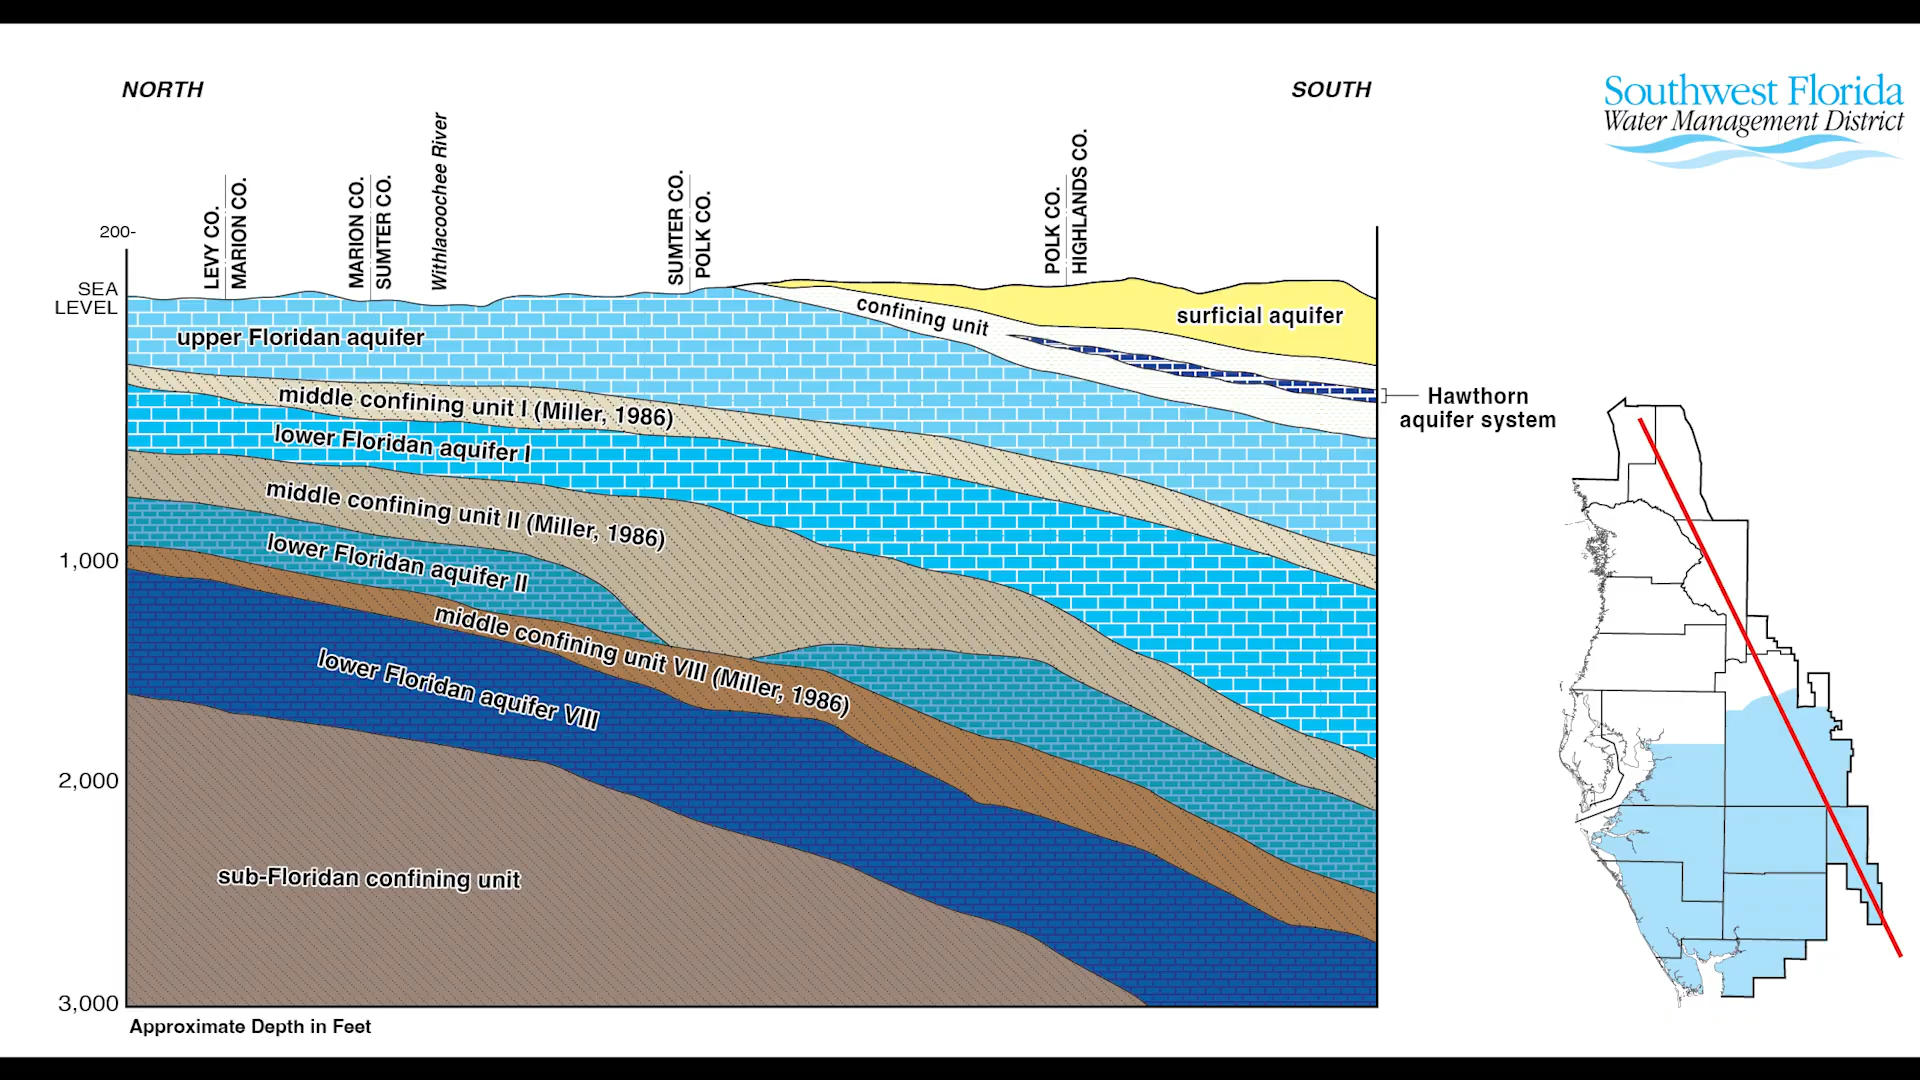 NORTH
SOUTH
Southwest Florida
Water Management District
LEVY CO.
MARION CO.
MARION CO.
SUMTER CO.
Withlacoochee River
SUMTER CO.
POLK CO.
POLK CO.
HIGHLANDS CO.
200-
SEA
LEVEL
1,000
2,000
3,000
upper Floridan aquifer
confining unit
surficial aquifer
Hawthorn
aquifer system
middle confining unit I (Miller, 1986)
lower Floridan aquifer I
middle confining unit II (Miller, 1986)
lower Floridan aquifer II
middle confining unit VIII (Miller, 1986)
lower Floridan aquifer VIII
sub-Floridan confining unit
Approximate Depth in Feet